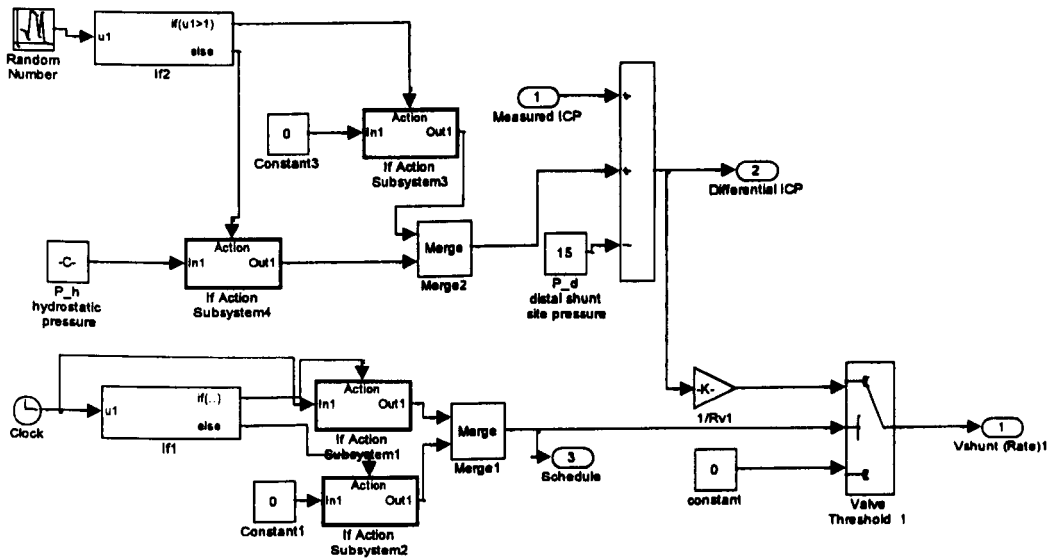 Random
Number
u1
if(u1>1)
else
If2
0
Constant3
Action
In1
Out1
If Action
Subsystem3
1
Measured ICP
+
+
−
2
Differential ICP
-C-
P_h
hydrostatic
pressure
Action
In1
Out1
If Action
Subsystem4
Merge
Merge2
15
P_d
distal shunt
site pressure
Clock
u1
if(..)
else
If1
Action
In1
Out1
If Action
Subsystem1
0
Constant1
Action
In1
Out1
If Action
Subsystem2
Merge
Merge1
3
Schedule
-K-
1/Rv1
0
constant
Valve
Threshold 1
1
Vshunt (Rate)1